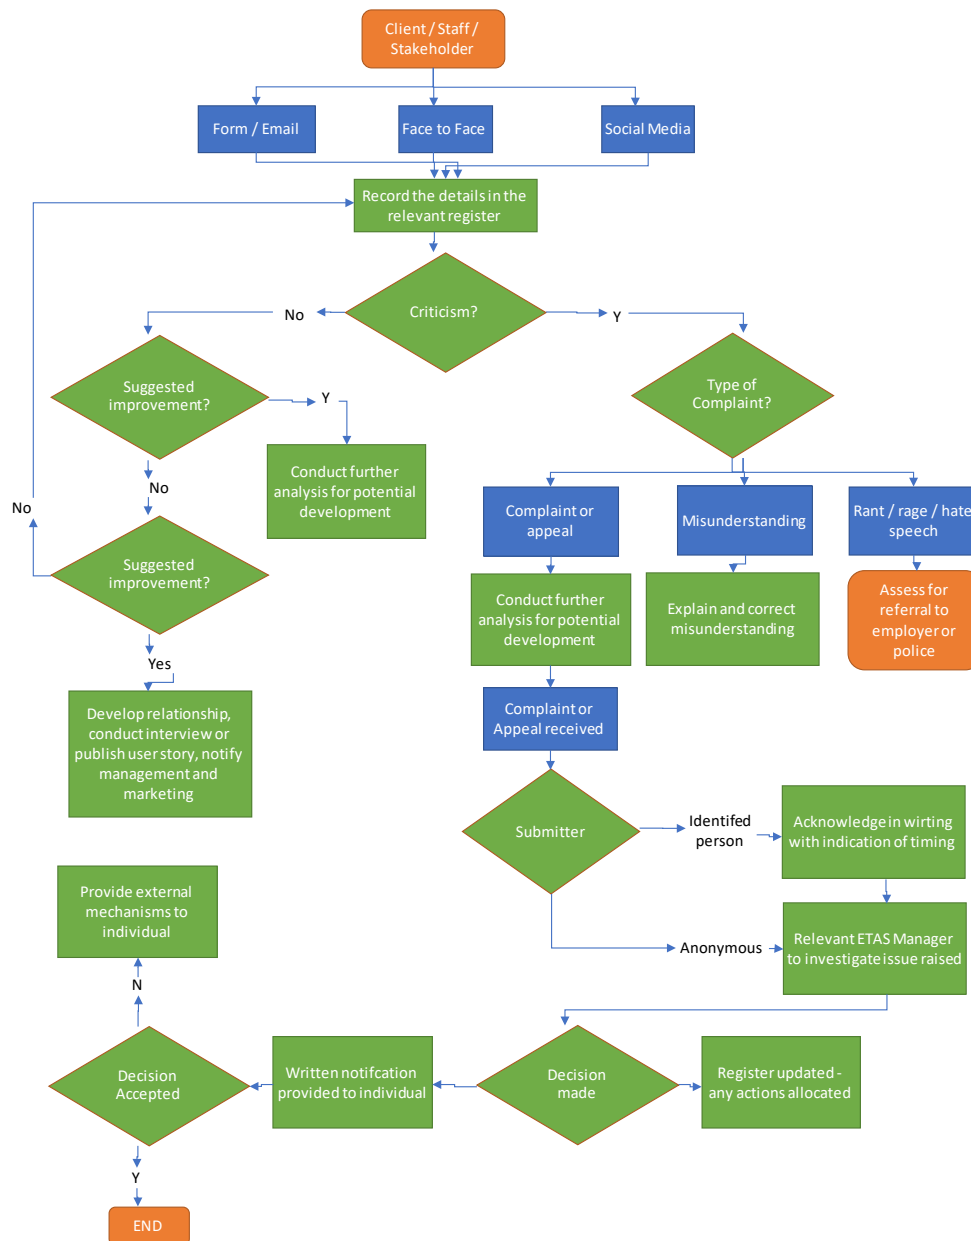 Client / Staff /
Stakeholder
Form / Email
Face to Face
Social Media
Record the details in the
relevant register
Criticism?
No
Y
Suggested
improvement?
Y
Type of
Complaint?
Conduct further
analysis for potential
development
No
No
Complaint or
appeal
Misunderstanding
Rant / rage / hate
speech
Suggested
improvement?
Conduct further
analysis for potential
development
Explain and correct
misunderstanding
Assess for
referral to
employer or
police
Yes
Develop relationship,
conduct interview or
publish user story, notify
management and
marketing
Complaint or
Appeal received
Submitter
Identifed
person
Acknowledge in wirting
with indication of timing
Provide external
mechanisms to
individual
Anonymous
Relevant ETAS Manager
to investigate issue raised
N
Decision
Accepted
Written notifcation
provided to individual
Decision
made
Register updated -
any actions allocated
Y
END